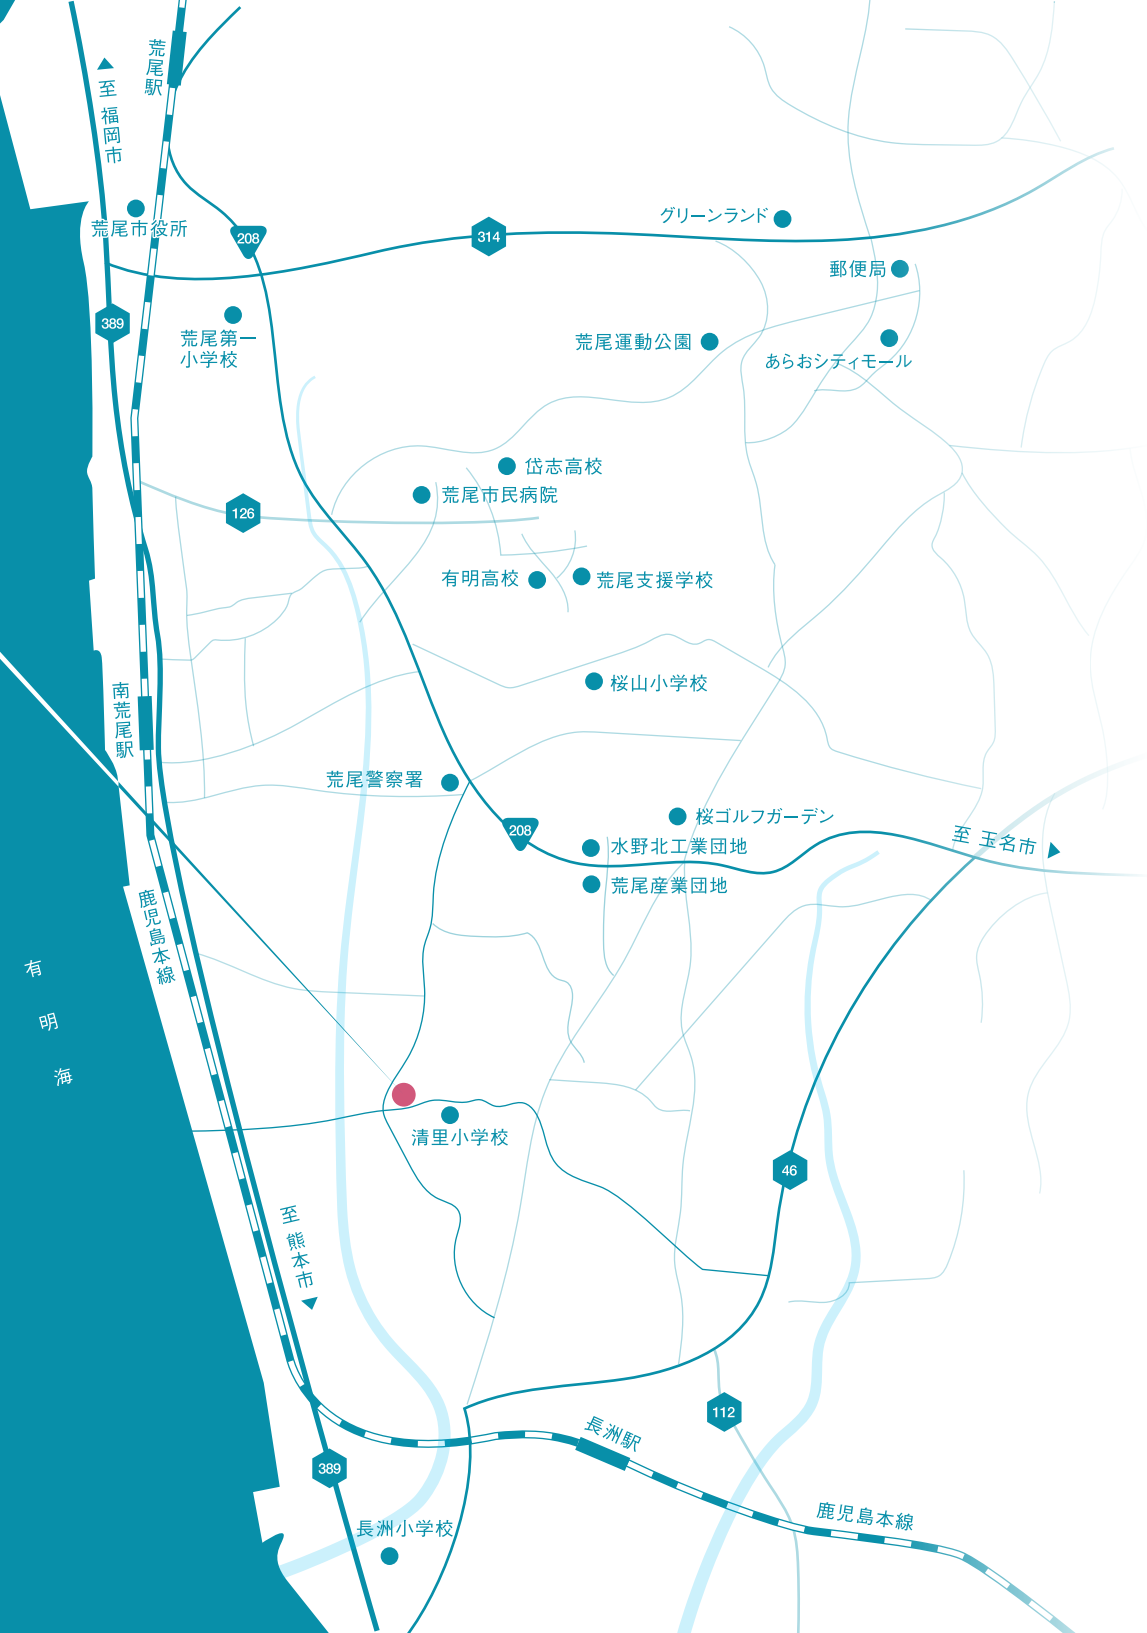 荒尾駅
至 福岡市
荒尾市役所
208
314
グリーンランド
郵便局
389
荒尾第一
小学校
荒尾運動公園
あらおシティモール
岱志高校
荒尾市民病院
126
有明高校
荒尾支援学校
桜山小学校
南荒尾駅
荒尾警察署
桜ゴルフガーデン
208
水野北工業団地
至 玉名市
荒尾産業団地
鹿児島本線
有明海
清里小学校
46
至 熊本市
112
長洲駅
389
鹿児島本線
長洲小学校